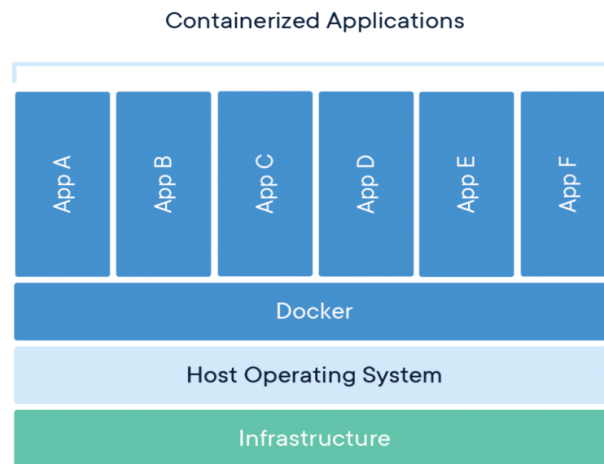 Containerized Applications
App A
App B
App C
App D
App E
App F
Docker
Host Operating System
Infrastructure